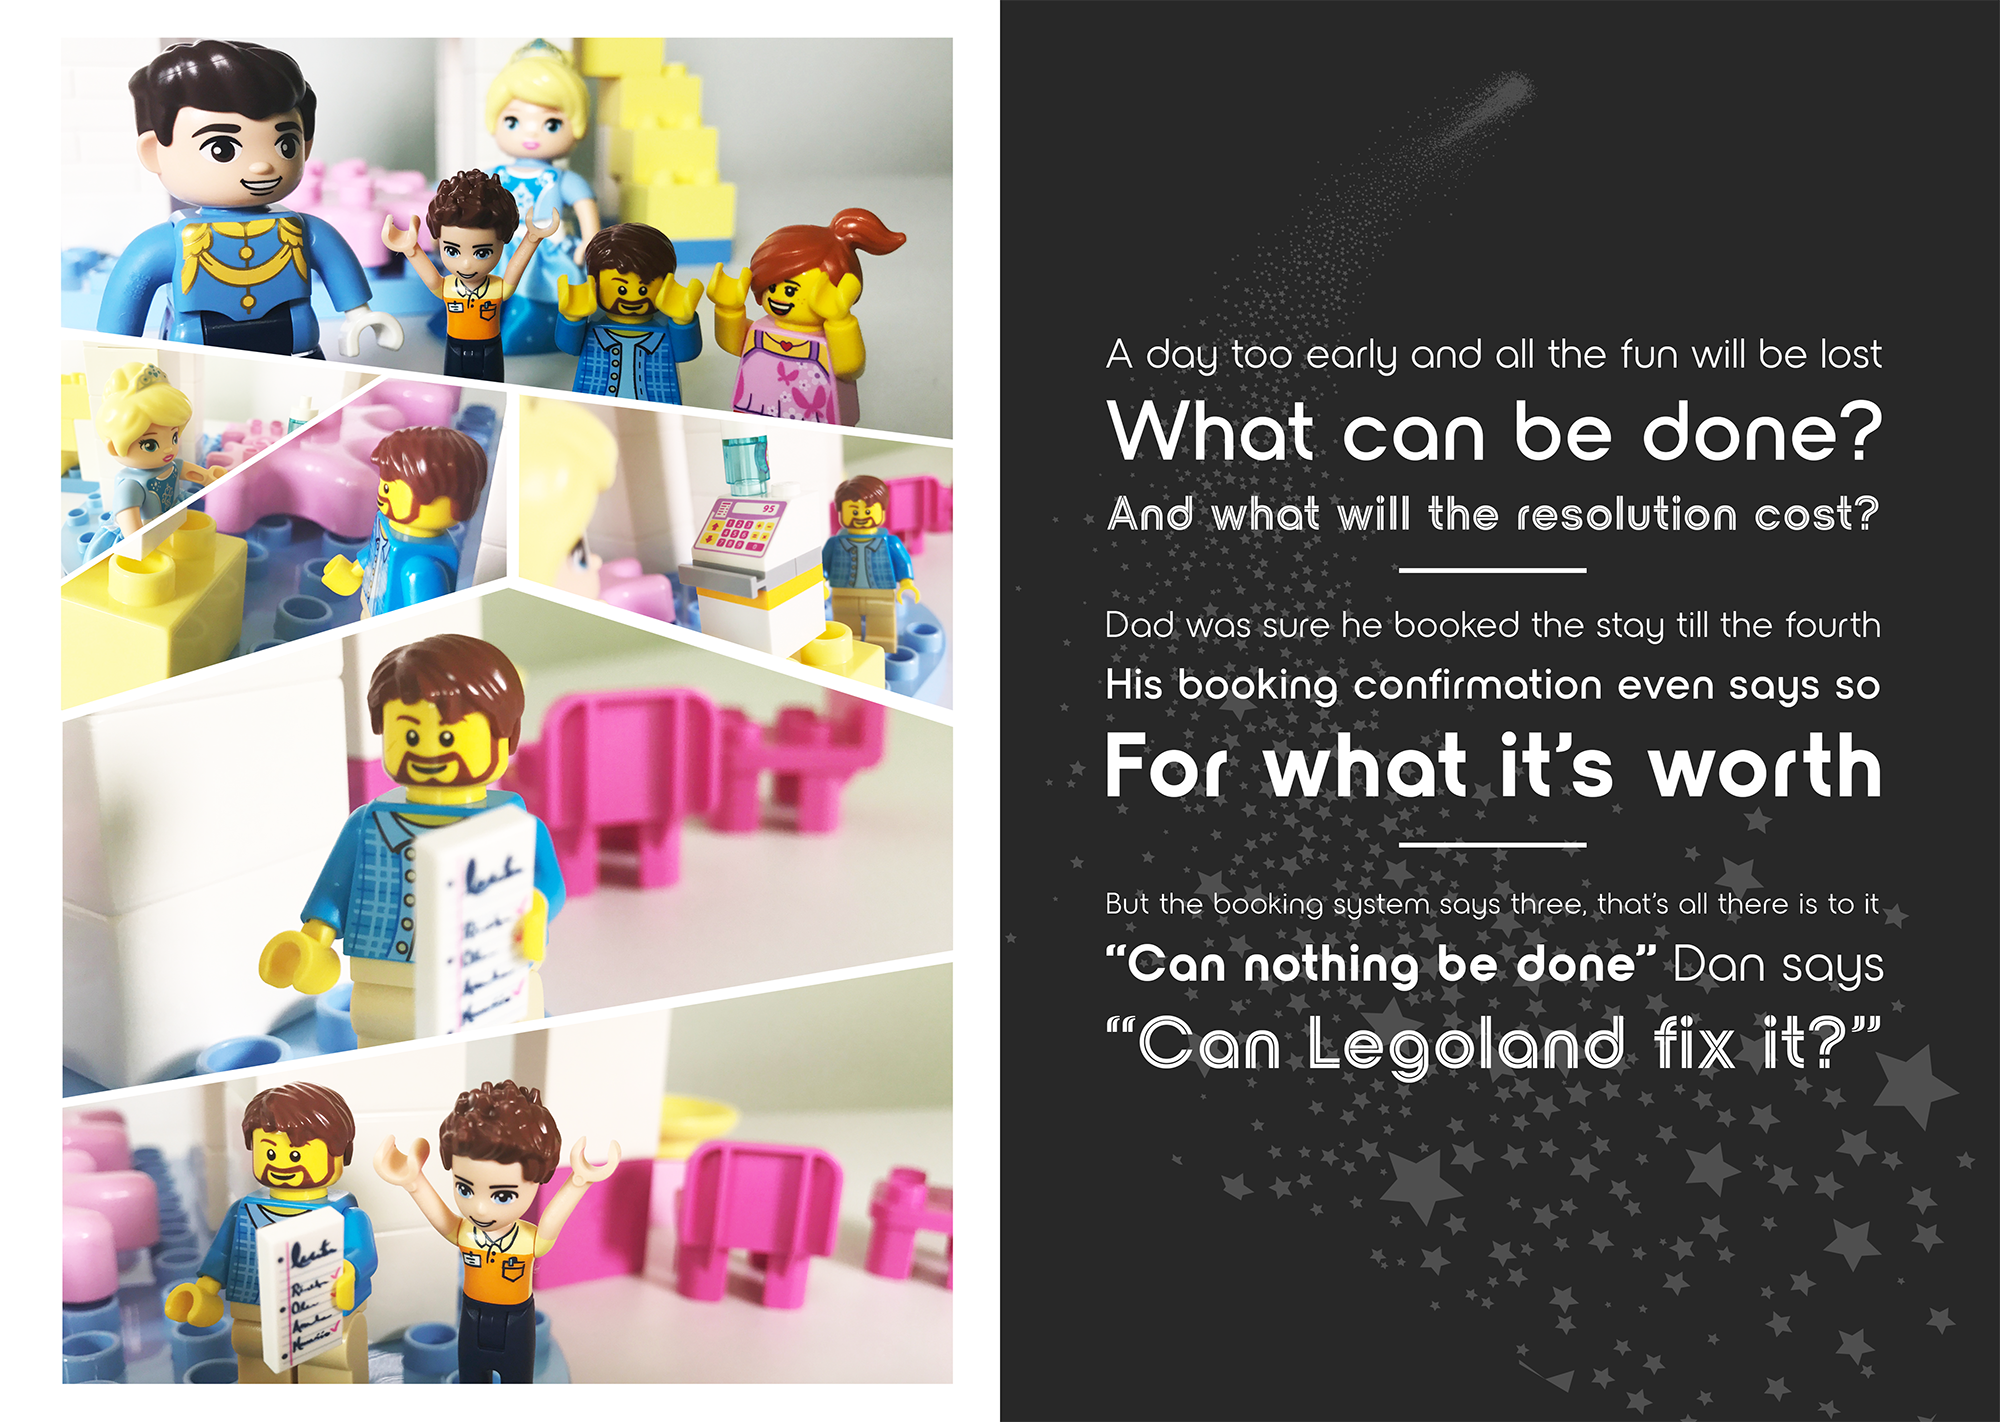 95
A day too early and all the fun will be lost
What can be done?
And what will the resolution cost?
Dad was sure he booked the stay till the fourth
His booking confirmation even says so
For what it's worth
But the booking system says three, that's all there is to it
“Can nothing be done” Dan says
“Can Legoland fix it?”